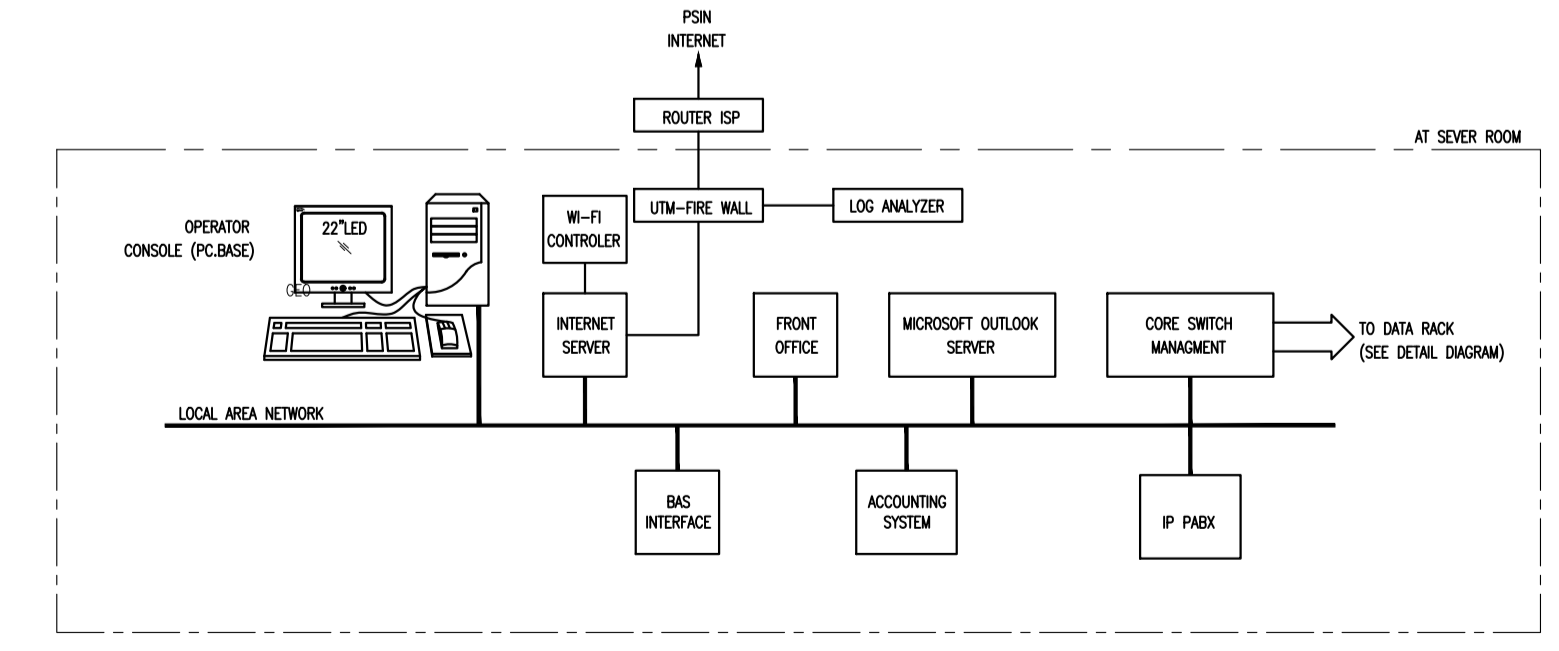 PSIN
INTERNET
ROUTER ISP
AT SEVER ROOM
UTM-FIRE WALL
LOG ANALYZER
WI-FI
CONTROLER
OPERATOR
CONSOLE (PC.BASE)
22"LED
GEO
INTERNET
SERVER
FRONT
OFFICE
MICROSOFT OUTLOOK
SERVER
CORE SWITCH
MANAGMENT
TO DATA RACK
(SEE DETAIL DIAGRAM)
LOCAL AREA NETWORK
BAS
INTERFACE
ACCOUNTING
SYSTEM
IP PABX